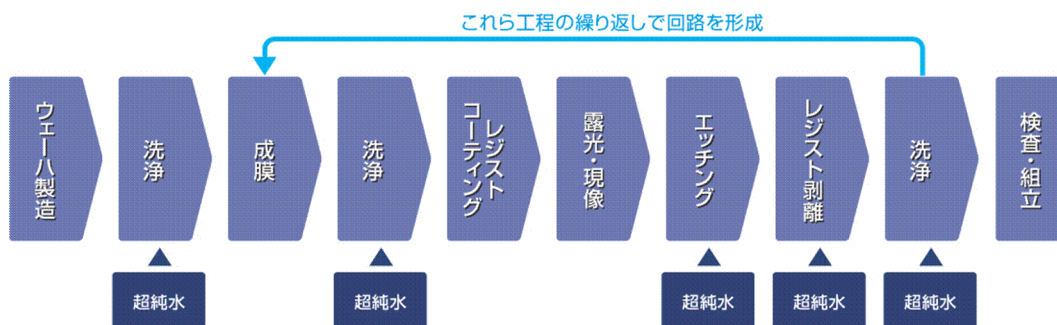 これら工程の繰り返しで回路を形成
ウェーハ製造
洗浄
成膜
洗浄
レジスト
コーティング
露光・現像
エッチング
レジスト剥離
洗浄
検査・組立
超純水
超純水
超純水
超純水
超純水